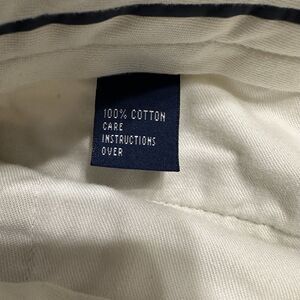 100% COTTON
CARE
INSTRUCTIONS
OVER